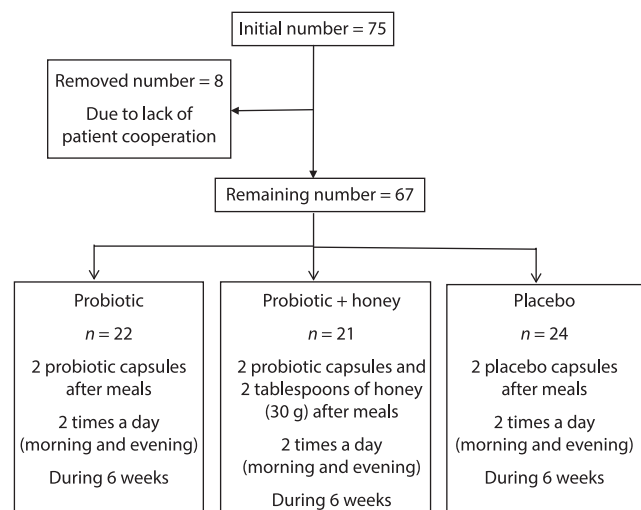 Initial number = 75
Removed number = 8
Due to lack of
patient cooperation
Remaining number = 67
Probiotic
n = 22
2 probiotic capsules
after meals
2 times a day
(morning and evening)
During 6 weeks
Probiotic + honey
n = 21
2 probiotic capsules and
2 tablespoons of honey
(30 g) after meals
2 times a day
(morning and evening)
During 6 weeks
Placebo
n = 24
2 placebo capsules
after meals
2 times a day
(morning and evening)
During 6 weeks